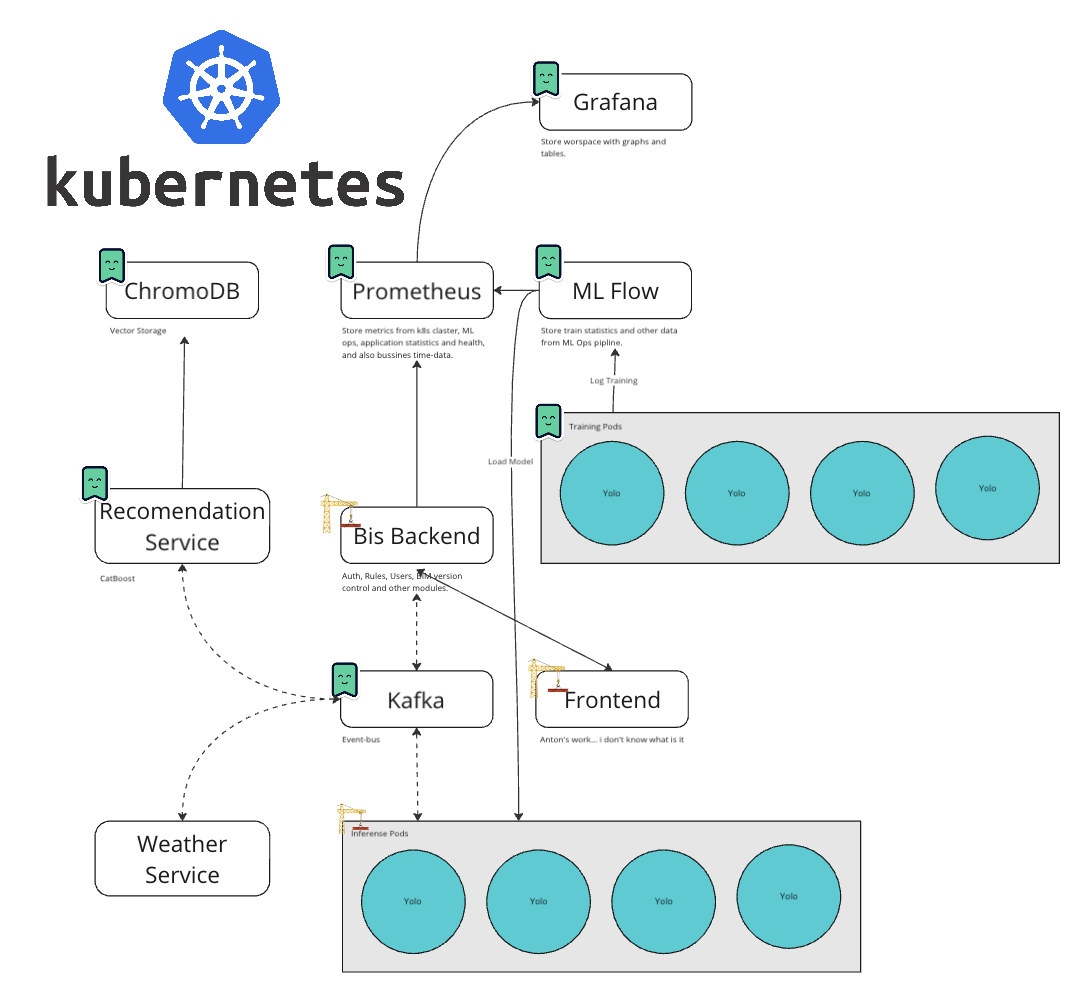 kubernetes
Grafana
Store worspace with graphs and
tables.
ChromoDB
Vector Storage
Prometheus
Store metrics from k8s claster, ML
ops, application statistics and health,
and also bussines time-data.
ML Flow
Store train statistics and other data
from ML Ops pipline.
Log Training
Training Pods
Yolo
Yolo
Yolo
Yolo
Load Model
Recomendation
Service
CatBoost
Bis Backend
Auth, Rules, Users, BIM version
control and other modules.
Kafka
Event-bus
Frontend
Anton's work... i don't know what is it
Weather
Service
Inferense Pods
Yolo
Yolo
Yolo
Yolo